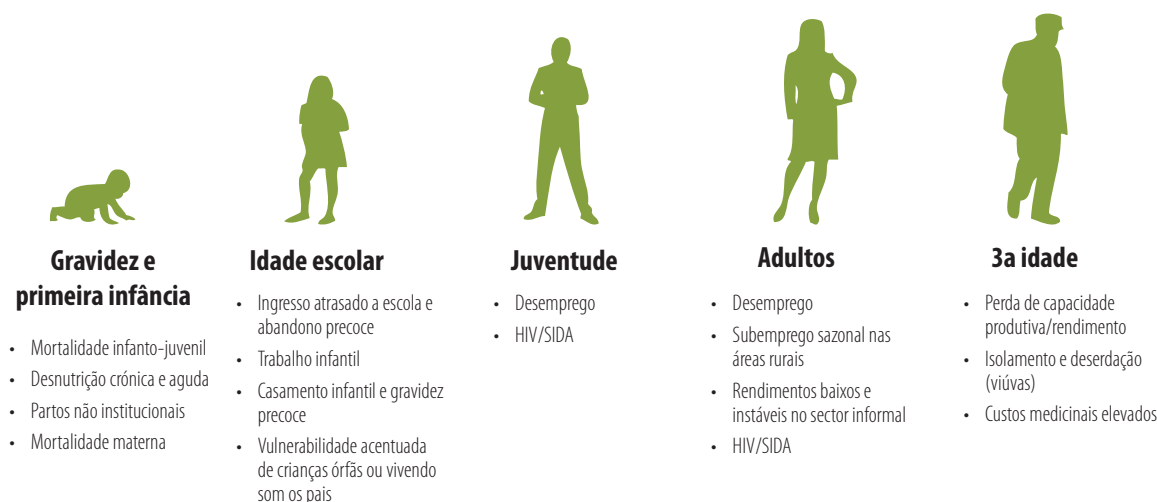 Gravidez e
primeira infância
• Mortalidade infanto-juvenil
• Desnutrição crónica e aguda
• Partos não institucionais
• Mortalidade materna
Idade escolar
• Ingresso atrasado a escola e
abandono precoce
• Trabalho infantil
• Casamento infantil e gravidez
precoce
• Vulnerabilidade acentuada
de crianças órfãs ou vivendo
som os pais
Juventude
• Desemprego
• HIV/SIDA
Adultos
• Desemprego
• Subemprego sazonal nas
áreas rurais
• Rendimentos baixos e
instáveis no sector informal
• HIV/SIDA
3a idade
• Perda de capacidade
produtiva/rendimento
• Isolamento e deserdação
(viúvas)
• Custos medicinais elevados